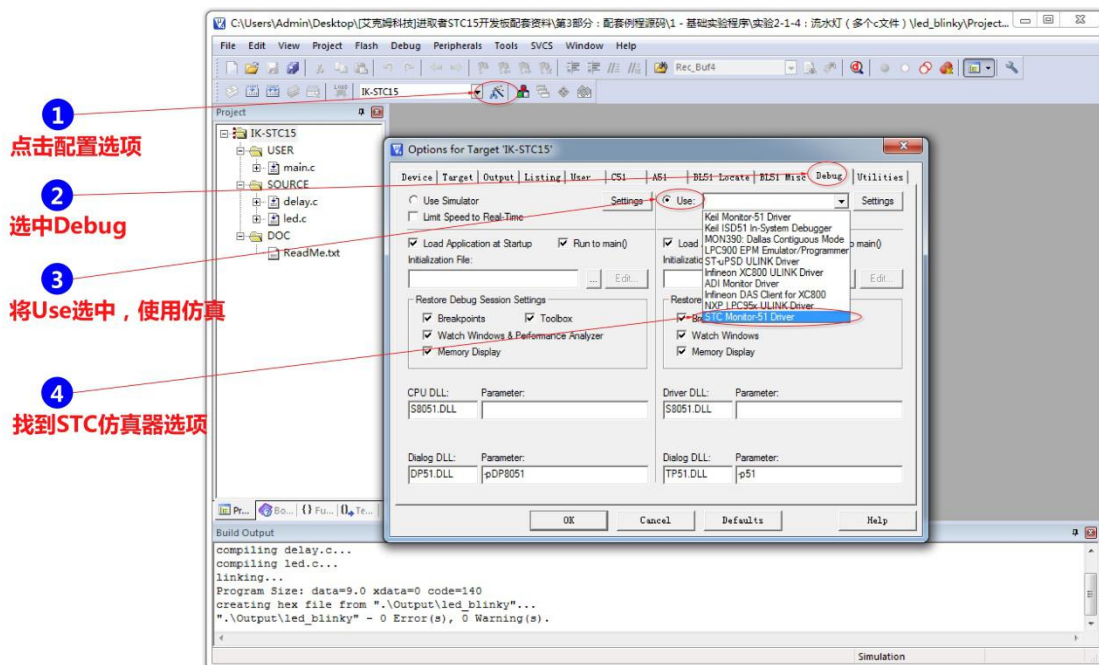 C:\Users\Admin\Desktop\[艾克姆科技]进取者STC15开发板配套资料\第3部分：配套例程源码\1 - 基础实验程序\实验2-1-4：流水灯（多个c文件）\led_blinky\Project...
File Edit View Project Flash Debug Peripherals Tools SVCS Window Help
Rec_Buf4
IK-STC15
1
点击配置选项
2
选中Debug
3
将Use选中，使用仿真
4
找到STC仿真器选项
Project
IK-STC15
USER
main.c
SOURCE
delay.c
led.c
DOC
ReadMe.txt
Pr... Bo... {} Fu... Te...
Options for Target 'IK-STC15'
Device Target Output Listing User C51 A51 BL51 Locate BL51 Misc Debug Utilities
Use Simulator Settings
Limit Speed to Real-Time
Load Application at Startup Run to main()
Initialization File:
... Edit...
Restore Debug Session Settings
Breakpoints Toolbox
Watch Windows & Performance Analyzer
Memory Display
CPU DLL: Parameter:
S8051.DLL
Dialog DLL: Parameter:
DP51.DLL -pDP8051
Use: Settings
Keil Monitor-51 Driver
Keil ISD51 In-System Debugger
MON390: Dallas Contiguous Mode
LPC900 EPM Emulator/Programmer
ST-uPSD ULINK Driver
Infineon XC800 ULINK Driver
ADI Monitor Driver
Infineon DAS Client for XC800
NXP LPC95x ULINK Driver
STC Monitor-51 Driver
Load main()
Edit...
Restore
Watch Windows
Memory Display
Driver DLL: Parameter:
S8051.DLL
Dialog DLL: Parameter:
TP51.DLL -p51
OK Cancel Defaults Help
Build Output
compiling delay.c...
compiling led.c...
linking...
Program Size: data=9.0 xdata=0 code=140
creating hex file from ".\Output\led_blinky"...
".\Output\led_blinky" - 0 Error(s), 0 Warning(s).
Simulation